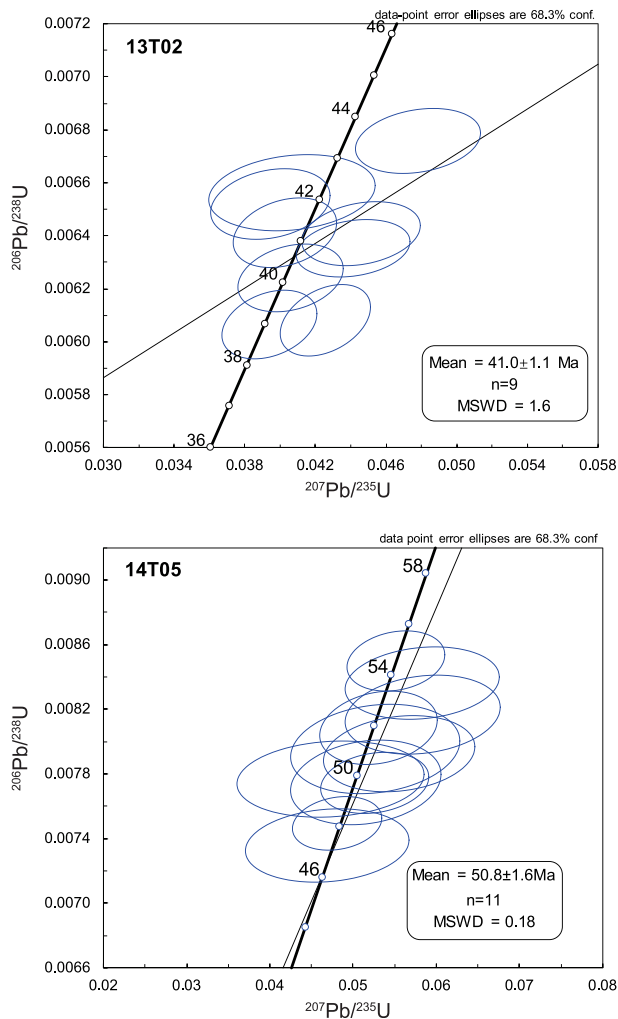 data-point error ellipses are 68.3% conf.
13T02
0.0072
0.0070
0.0068
0.0066
0.0064
0.0062
0.0060
0.0058
0.0056
46
44
42
40
38
36
Mean = 41.0±1.1 Ma
n=9
MSWD = 1.6
0.030 0.034 0.038 0.042 0.046 0.050 0.054 0.058
²⁰⁶Pb/²³⁸U
²⁰⁷Pb/²³⁵U
data point error ellipses are 68.3% conf
14T05
0.0090
0.0086
0.0082
0.0078
0.0074
0.0070
0.0066
58
54
50
46
Mean = 50.8±1.6Ma
n=11
MSWD = 0.18
0.02 0.03 0.04 0.05 0.06 0.07 0.08
²⁰⁶Pb/²³⁸U
²⁰⁷Pb/²³⁵U